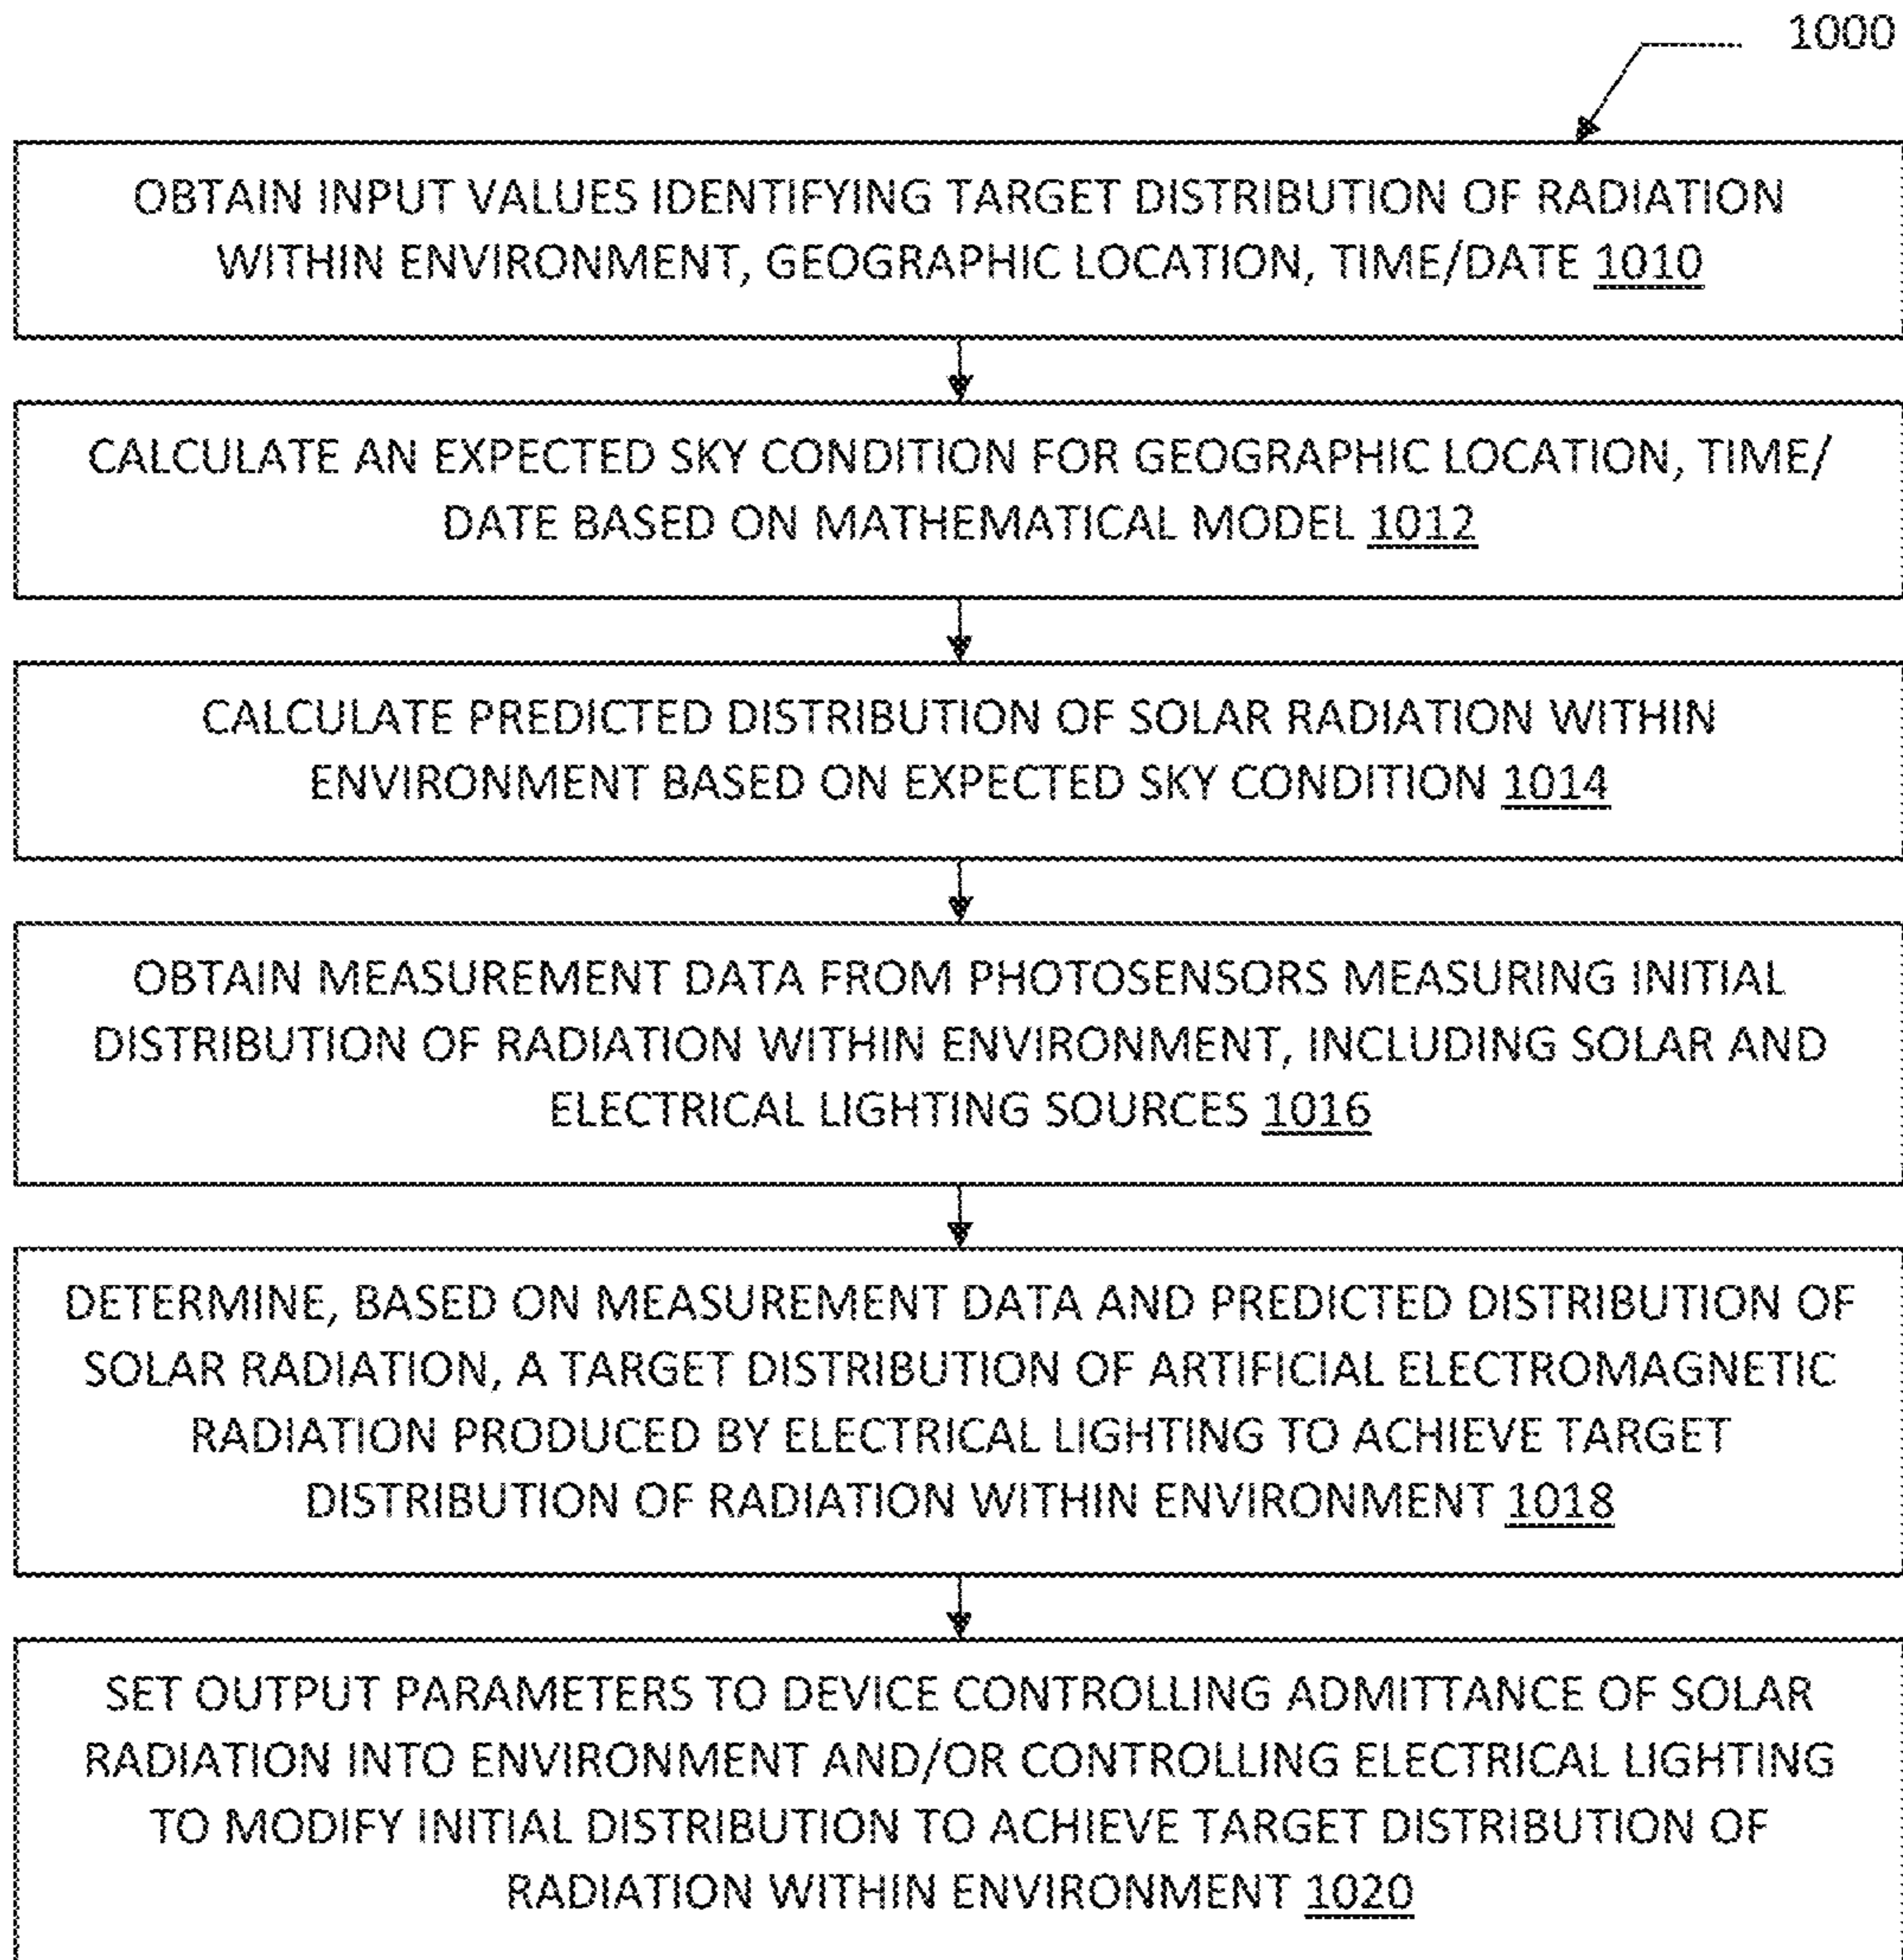 1000
OBTAIN INPUT VALUES IDENTIFYING TARGET DISTRIBUTION OF RADIATION
WITHIN ENVIRONMENT, GEOGRAPHIC LOCATION, TIME/DATE 1010
CALCULATE AN EXPECTED SKY CONDITION FOR GEOGRAPHIC LOCATION, TIME/
DATE BASED ON MATHEMATICAL MODEL 1012
CALCULATE PREDICTED DISTRIBUTION OF SOLAR RADIATION WITHIN
ENVIRONMENT BASED ON EXPECTED SKY CONDITION 1014
OBTAIN MEASUREMENT DATA FROM PHOTOSENSORS MEASURING INITIAL
DISTRIBUTION OF RADIATION WITHIN ENVIRONMENT, INCLUDING SOLAR AND
ELECTRICAL LIGHTING SOURCES 1016
DETERMINE, BASED ON MEASUREMENT DATA AND PREDICTED DISTRIBUTION OF
SOLAR RADIATION, A TARGET DISTRIBUTION OF ARTIFICIAL ELECTROMAGNETIC
RADIATION PRODUCED BY ELECTRICAL LIGHTING TO ACHIEVE TARGET
DISTRIBUTION OF RADIATION WITHIN ENVIRONMENT 1018
SET OUTPUT PARAMETERS TO DEVICE CONTROLLING ADMITTANCE OF SOLAR
RADIATION INTO ENVIRONMENT AND/OR CONTROLLING ELECTRICAL LIGHTING
TO MODIFY INITIAL DISTRIBUTION TO ACHIEVE TARGET DISTRIBUTION OF
RADIATION WITHIN ENVIRONMENT 1020